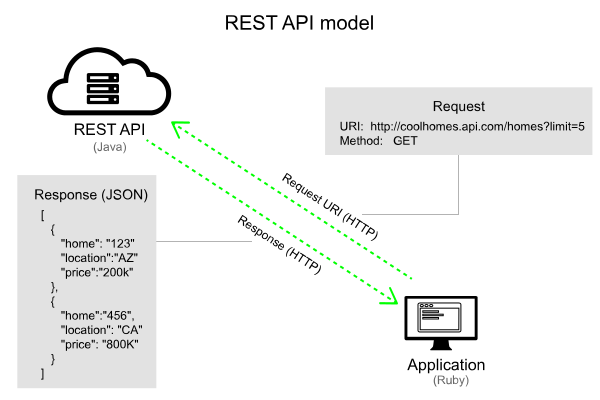 REST API model
REST API
(Java)
Request
URI:  http://coolhomes.api.com/homes?limit=5
Method:  GET
Request URI (HTTP)
Response (HTTP)
Response (JSON)
[
{
"home": "123"
"location":"AZ"
"price":"200k"
},
{
"home":"456",
"location": "CA"
"price": "800K"
}
]
Application
(Ruby)